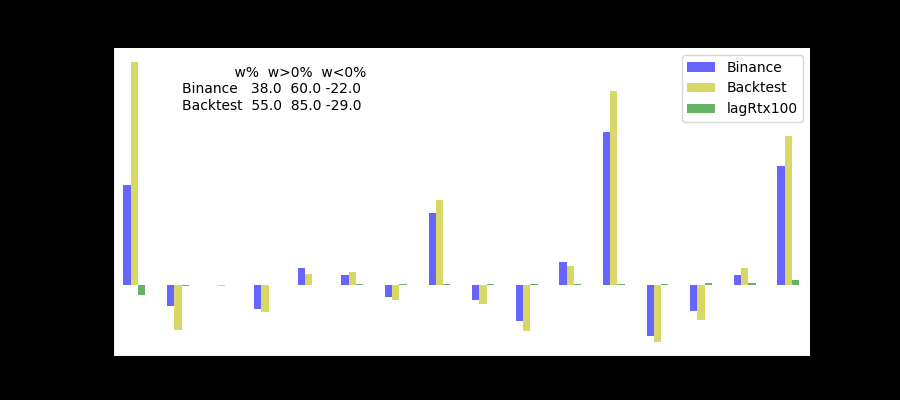 w% w>0% w<0%
Binance 38.0 60.0 -22.0
Backtest 55.0 85.0 -29.0
Binance
Backtest
lagRtx100